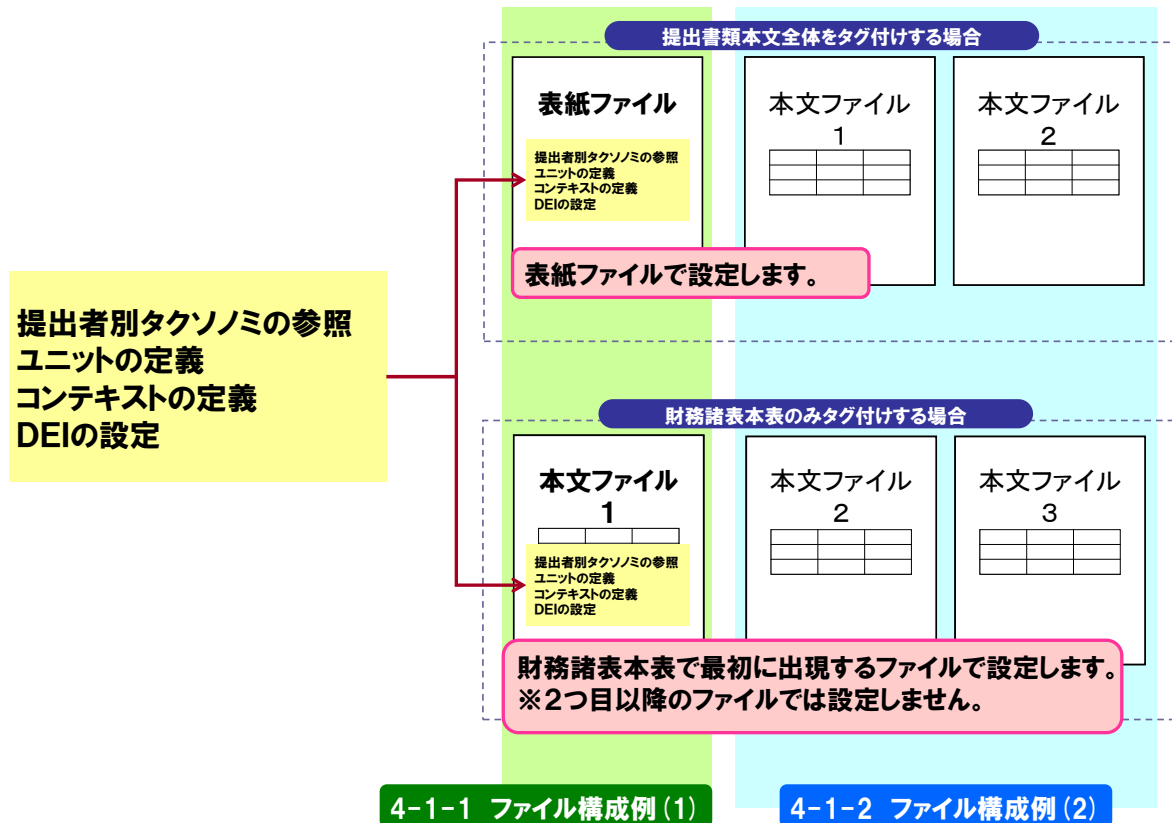 提出書類本文全体をタグ付けする場合
表紙ファイル
提出者別タクソノミの参照
ユニットの定義
コンテキストの定義
DEIの設定
本文ファイル
1
本文ファイル
2
表紙ファイルで設定します。
提出者別タクソノミの参照
ユニットの定義
コンテキストの定義
DEIの設定
財務諸表本表のみタグ付けする場合
本文ファイル
1
提出者別タクソノミの参照
ユニットの定義
コンテキストの定義
DEIの設定
本文ファイル
2
本文ファイル
3
財務諸表本表で最初に出現するファイルで設定します。
※２つ目以降のファイルでは設定しません。
4-1-1 ファイル構成例(1)
4-1-2 ファイル構成例(2)